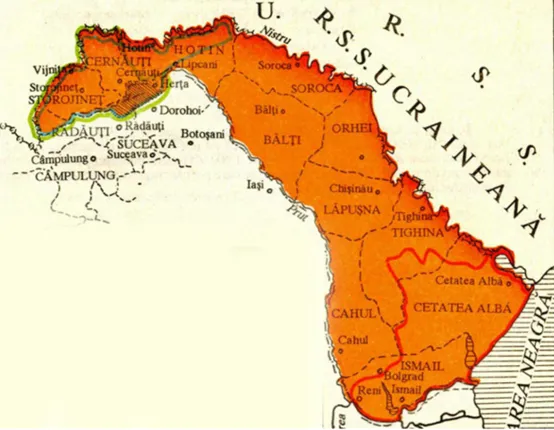 U. R. S. S.
R.S.S. UCRAINEANĂ
Nistru
Hotin
HOTIN
Vijnița
CERNĂUȚI
Cernăuți
Lipcani
Storojineț
STOROJINEȚ
Herța
Soroca
SOROCA
Dorohoi
RĂDĂUȚI
Rădăuți
Bălți
BĂLȚI
ORHEI
SUCEAVA
Suceava
Botoșani
Câmpulung
CÂMPULUNG
Iași
Prut
Chișinău
LĂPUȘNA
Tighina
TIGHINA
Cetatea Albă
CETATEA ALBĂ
CAHUL
Cahul
ISMAIL
Bolgrad
Reni
Ismail
MAREA NEAGRĂ